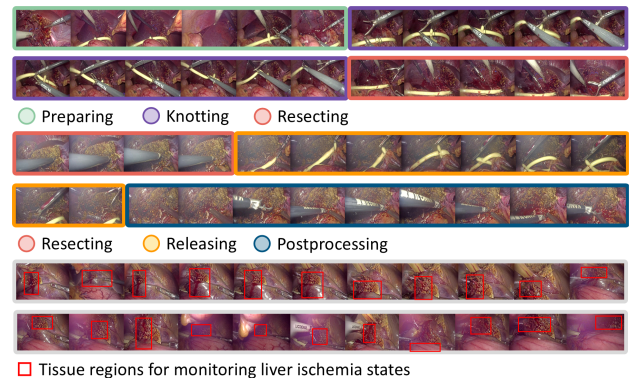 Preparing Knotting Resecting
Resecting Releasing Postprocessing
Tissue regions for monitoring liver ischemia states